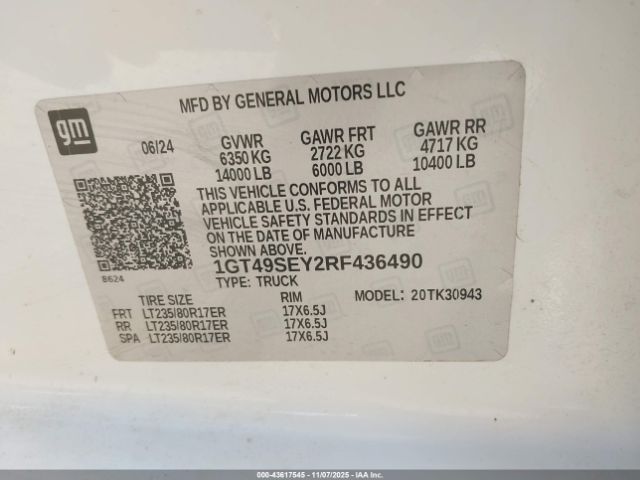 MFD BY GENERAL MOTORS LLC
gm
06/24 GVWR GAWR FRT GAWR RR
6350 KG 2722 KG 4717 KG
14000 LB 6000 LB 10400 LB
THIS VEHICLE CONFORMS TO ALL
APPLICABLE U.S. FEDERAL MOTOR
VEHICLE SAFETY STANDARDS IN EFFECT
ON THE DATE OF MANUFACTURE
SHOWN ABOVE.
8624
1GT49SEY2RF436490
TYPE: TRUCK
MODEL: 20TK30943
TIRE SIZE RIM
FRT LT235/80R17ER 17X6.5J
RR LT235/80R17ER 17X6.5J
SPA LT235/80R17ER 17X6.5J
000-43617545 - 11/07/2025 - IAAI.COM